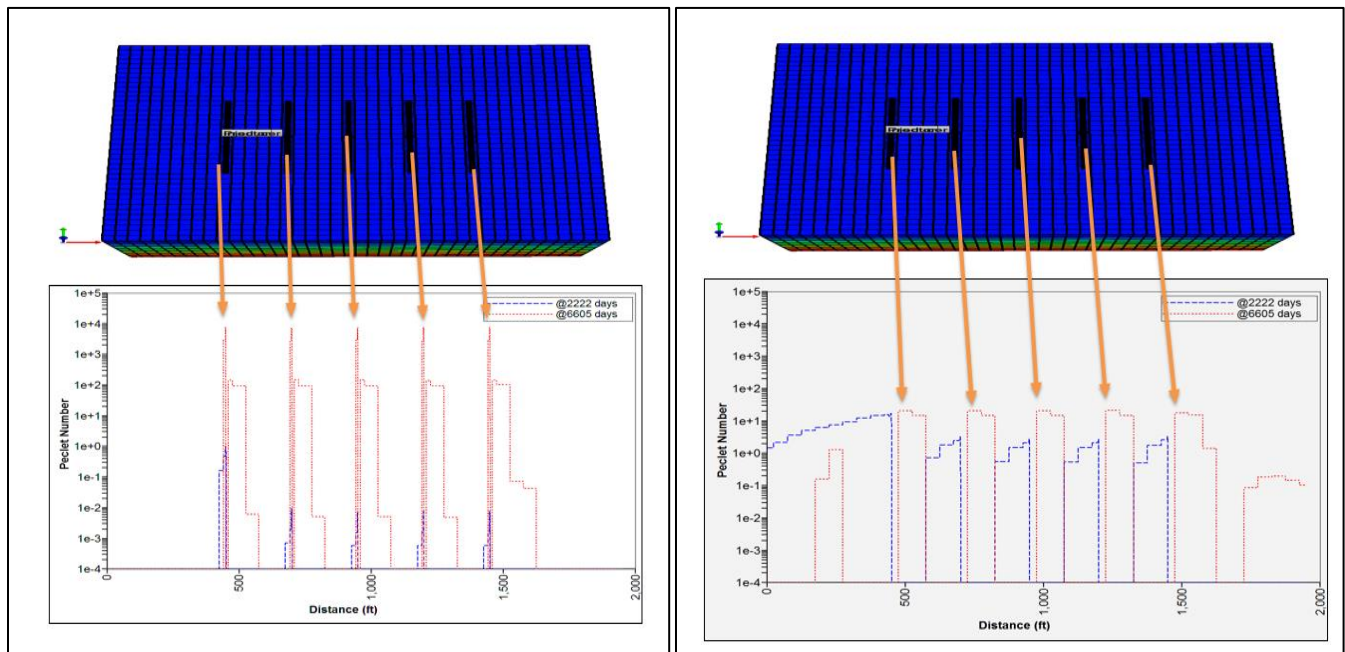 @2222 days
@6605 days
1e+5
1e+4
1e+3
1e+2
1e+1
1e+0
1e-1
1e-2
1e-3
1e-4
Peclet Number
0
500
1,000
1,500
2,000
Distance (ft)
@2222 days
@6605 days
1e+5
1e+4
1e+3
1e+2
1e+1
1e+0
1e-1
1e-2
1e-3
1e-4
Peclet Number
0
500
1,000
1,500
2,000
Distance (ft)